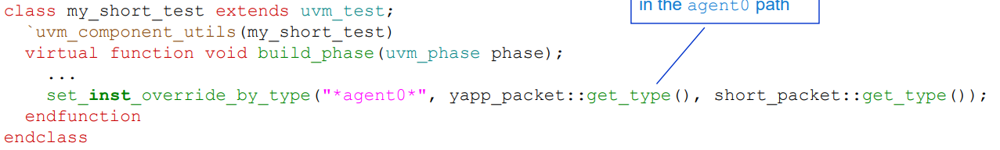 in the agent0 path
class my_short_test extends uvm_test;
`uvm_component_utils(my_short_test)
virtual function void build_phase(uvm_phase phase);
...
set_inst_override_by_type("*agent0*", yapp_packet::get_type(), short_packet::get_type());
endfunction
endclass